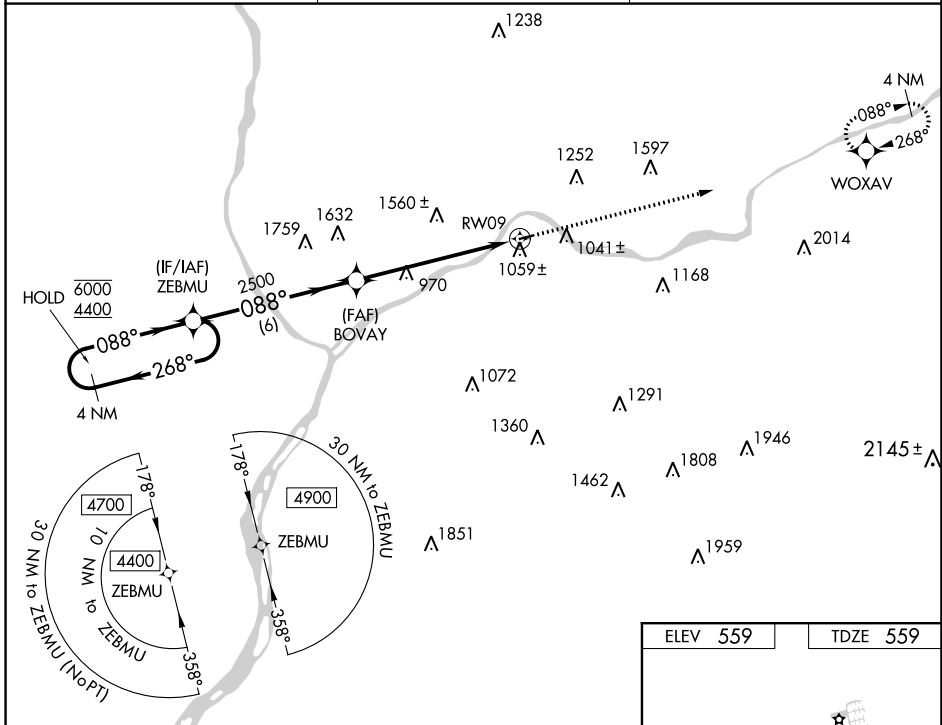 1238
4 NM
088°
268°
WOXAV
1252
1597
1560 ±
1632
1759
RW09
1041±
1059±
2014
1168
(IF/IAF)
ZEBMU
2500
088°
(6)
970
HOLD
6000
4400
088°
268°
4 NM
(FAF)
BOVAY
1072
1291
1360
1946
1808
2145±
1462
1851
1959
178°
4700
10 NM to ZEBMU
4400
ZEBMU
30 NM to ZEBMU (NoPT)
358°
178°
30 NM to ZEBMU
4900
ZEBMU
358°
ELEV 559
TDZE 559